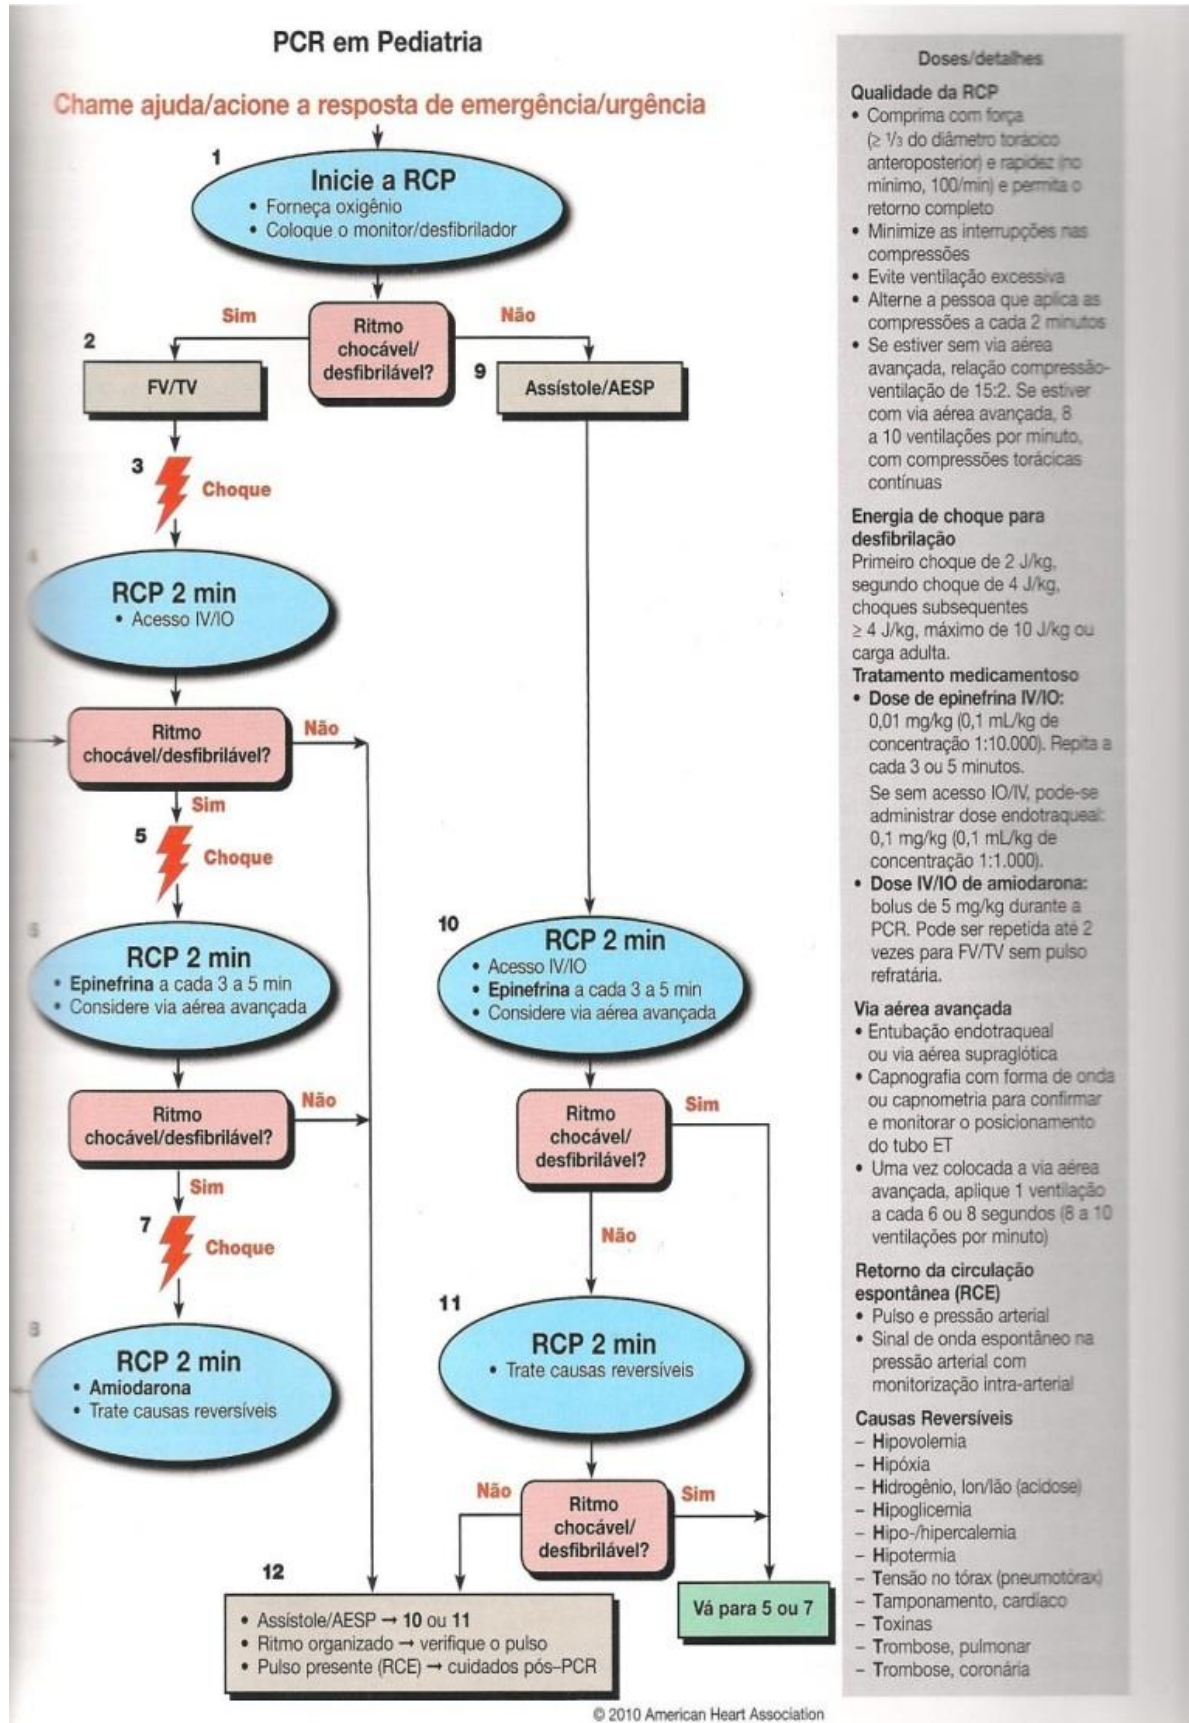 PCR em Pediatria
Chame ajuda/acione a resposta de emergência/urgência
1
Inicie a RCP
• Forneça oxigênio
• Coloque o monitor/desfibrilador
Sim
Ritmo
chocável/
desfibrilável?
Não
2
FV/TV
9
Assístole/AESP
3
Choque
4
RCP 2 min
• Acesso IV/IO
Ritmo
chocável/desfibrilável?
Não
Sim
5
Choque
6
RCP 2 min
• Epinefrina a cada 3 a 5 min
• Considere via aérea avançada
Ritmo
chocável/desfibrilável?
Não
Sim
7
Choque
8
RCP 2 min
• Amiodarona
• Trate causas reversíveis
10
RCP 2 min
• Acesso IV/IO
• Epinefrina a cada 3 a 5 min
• Considere via aérea avançada
Ritmo
chocável/
desfibrilável?
Sim
Não
11
RCP 2 min
• Trate causas reversíveis
Não
Ritmo
chocável/
desfibrilável?
Sim
12
• Assístole/AESP → 10 ou 11
• Ritmo organizado → verifique o pulso
• Pulso presente (RCE) → cuidados pós–PCR
Vá para 5 ou 7
Doses/detalhes
Qualidade da RCP
• Comprima com força
(≥ 1/3 do diâmetro torácico
anteroposterior) e rapidez (no
mínimo, 100/min) e permita o
retorno completo
• Minimize as interrupções nas
compressões
• Evite ventilação excessiva
• Alterne a pessoa que aplica as
compressões a cada 2 minutos
• Se estiver sem via aérea
avançada, relação compressão-
ventilação de 15:2. Se estiver
com via aérea avançada, 8
a 10 ventilações por minuto,
com compressões torácicas
contínuas
Energia de choque para
desfibrilação
Primeiro choque de 2 J/kg,
segundo choque de 4 J/kg,
choques subsequentes
≥ 4 J/kg, máximo de 10 J/kg ou
carga adulta.
Tratamento medicamentoso
• Dose de epinefrina IV/IO:
0,01 mg/kg (0,1 mL/kg de
concentração 1:10.000). Repita a
cada 3 ou 5 minutos.
Se sem acesso IO/IV, pode-se
administrar dose endotraqueal:
0,1 mg/kg (0,1 mL/kg de
concentração 1:1.000).
• Dose IV/IO de amiodarona:
bolus de 5 mg/kg durante a
PCR. Pode ser repetida até 2
vezes para FV/TV sem pulso
refratária.
Via aérea avançada
• Entubação endotraqueal
ou via aérea supraglótica
• Capnografia com forma de onda
ou capnometria para confirmar
e monitorar o posicionamento
do tubo ET
• Uma vez colocada a via aérea
avançada, aplique 1 ventilação
a cada 6 ou 8 segundos (8 a 10
ventilações por minuto)
Retorno da circulação
espontânea (RCE)
• Pulso e pressão arterial
• Sinal de onda espontâneo na
pressão arterial com
monitorização intra-arterial
Causas Reversíveis
– Hipovolemia
– Hipóxia
– Hidrogênio, Ion/lão (acidose)
– Hipoglicemia
– Hipo-/hipercalemia
– Hipotermia
– Tensão no tórax (pneumotórax)
– Tamponamento, cardíaco
– Toxinas
– Trombose, pulmonar
– Trombose, coronária
© 2010 American Heart Association